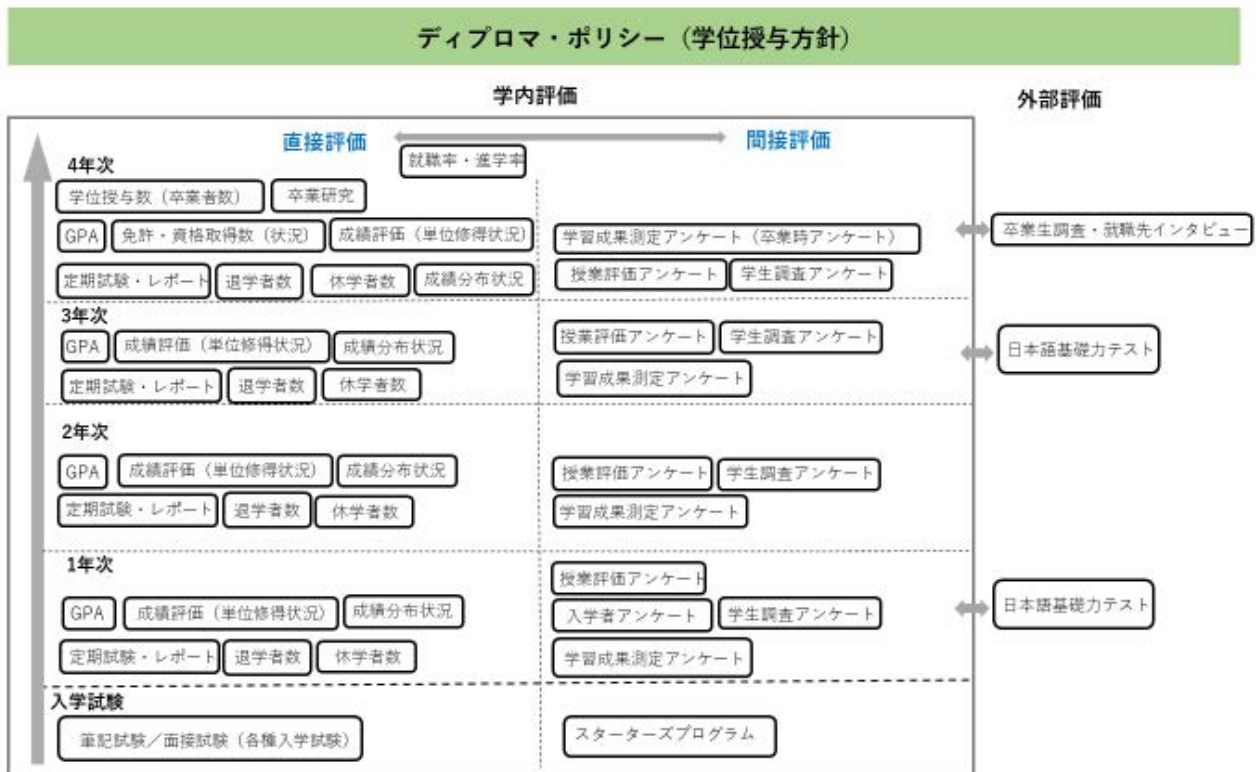 ディプロマ・ポリシー（学位授与方針）
学内評価
外部評価
直接評価
間接評価
4年次
就職率・進学率
学位授与数（卒業者数）
卒業研究
GPA
免許・資格取得数（状況）
成績評価（単位修得状況）
学習成果測定アンケート（卒業時アンケート）
卒業生調査・就職先インタビュー
定期試験・レポート
退学者数
休学者数
成績分布状況
授業評価アンケート
学生調査アンケート
3年次
GPA
成績評価（単位修得状況）
成績分布状況
授業評価アンケート
学生調査アンケート
日本語基礎力テスト
定期試験・レポート
退学者数
休学者数
学習成果測定アンケート
2年次
GPA
成績評価（単位修得状況）
成績分布状況
授業評価アンケート
学生調査アンケート
定期試験・レポート
退学者数
休学者数
学習成果測定アンケート
1年次
授業評価アンケート
GPA
成績評価（単位修得状況）
成績分布状況
入学者アンケート
学生調査アンケート
日本語基礎力テスト
定期試験・レポート
退学者数
休学者数
学習成果測定アンケート
入学試験
筆記試験／面接試験（各種入学試験）
スターターズプログラム